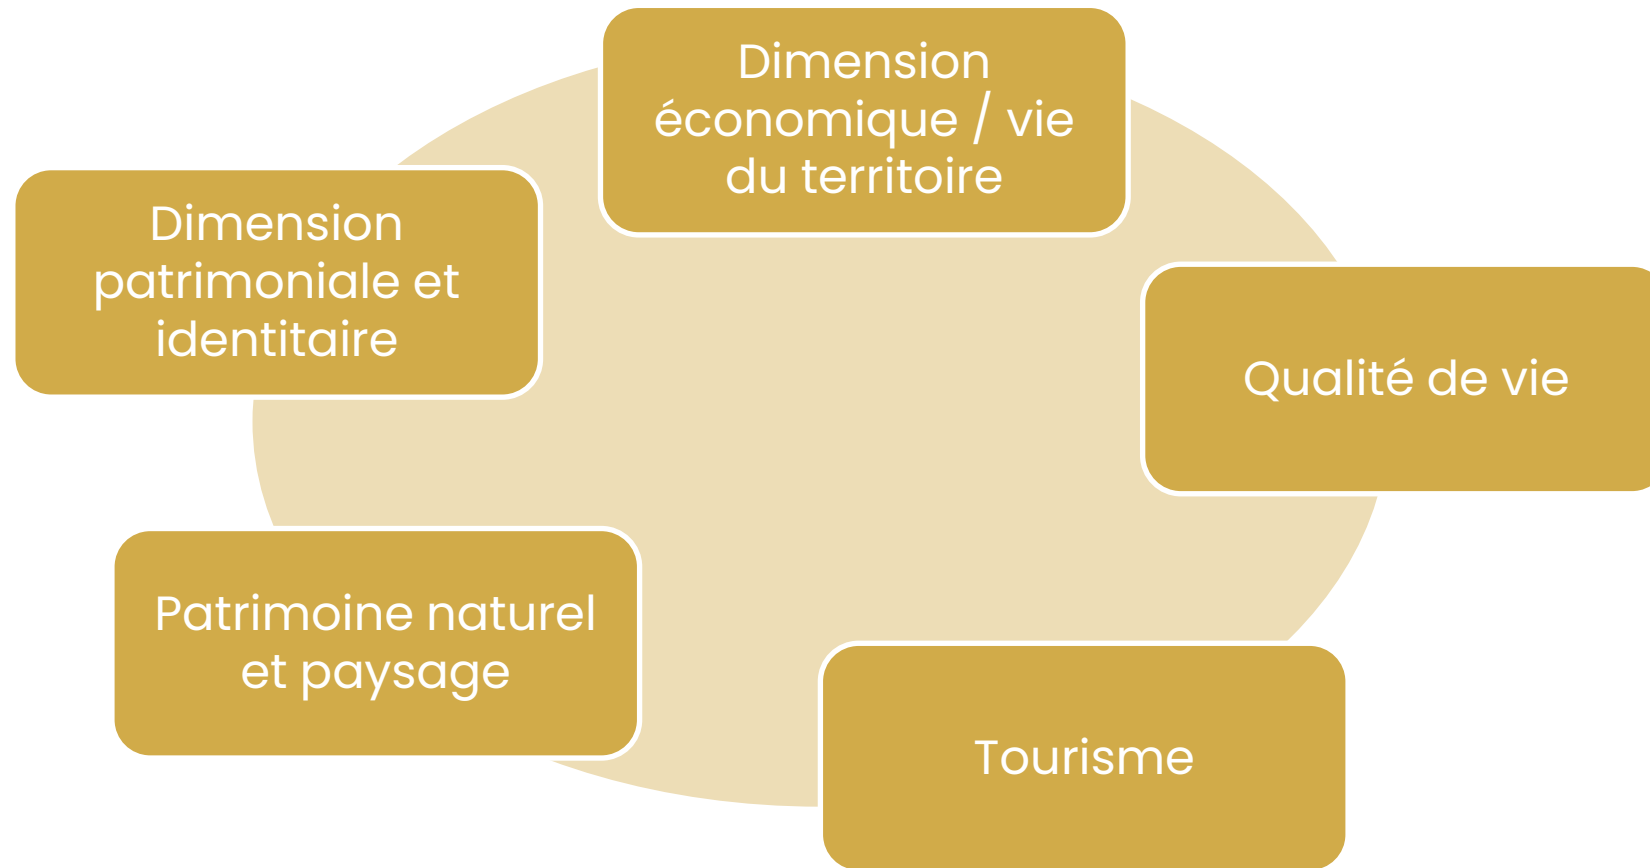 Dimension
économique / vie
du territoire
Dimension
patrimoniale et
identitaire
Qualité de vie
Patrimoine naturel
et paysage
Tourisme